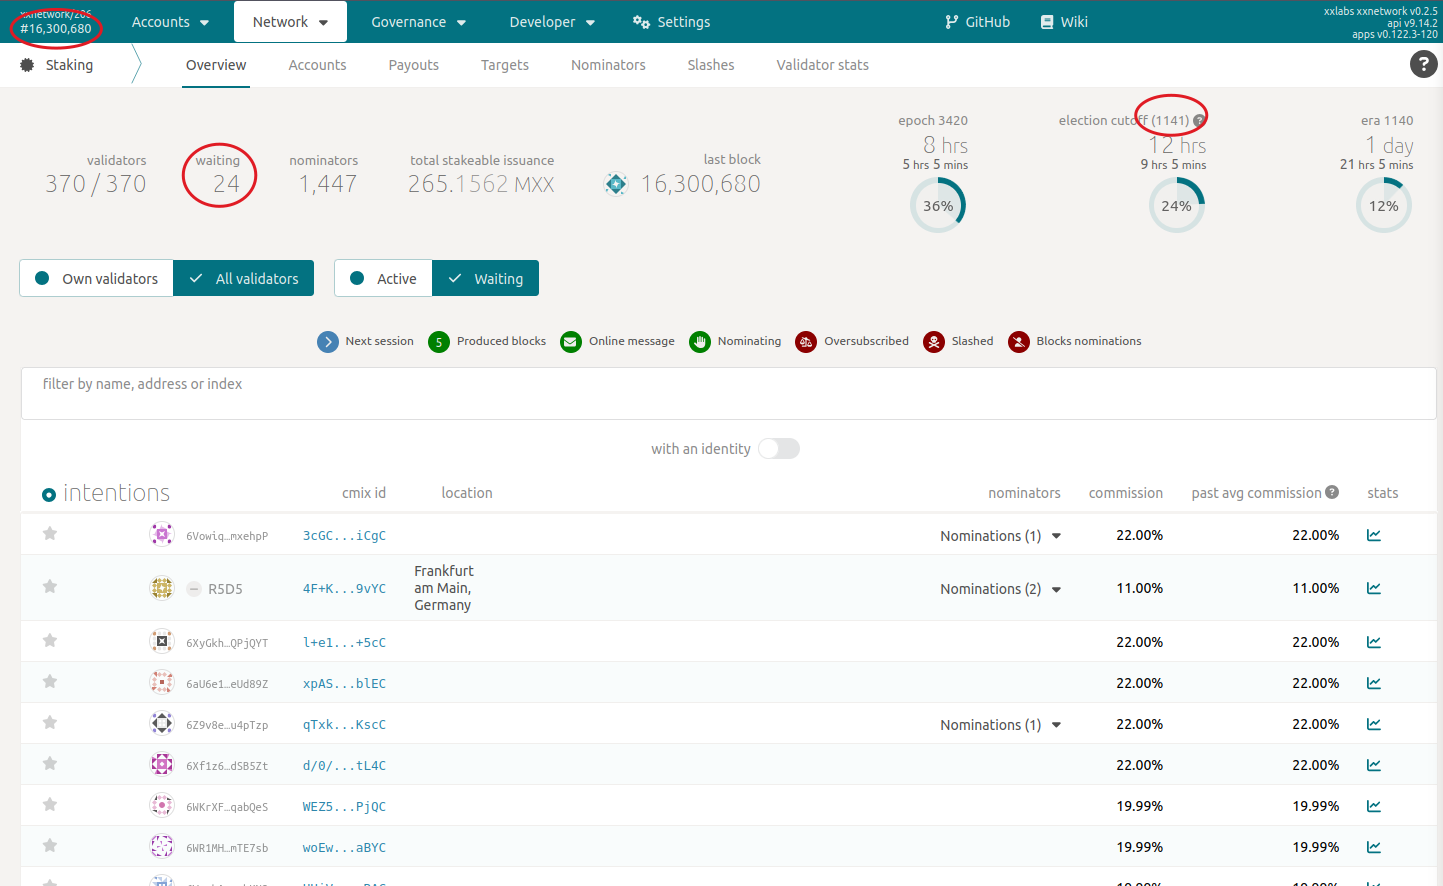 xxnetwork/206
#16,300,680
Accounts
Network
Governance
Developer
Settings
GitHub
Wiki
xxlabs xxnetwork v0.2.5
api v9.14.2
apps v0.122.3-120
Staking
Overview
Accounts
Payouts
Targets
Nominators
Slashes
Validator stats
?
validators
370 / 370
waiting
24
nominators
1,447
total stakeable issuance
265.1562 MXX
last block
16,300,680
epoch 3420
8 hrs
5 hrs 5 mins
36%
election cutoff (1141) ?
12 hrs
9 hrs 5 mins
24%
era 1140
1 day
21 hrs 5 mins
12%
Own validators
All validators
Active
Waiting
Next session
5 Produced blocks
Online message
Nominating
Oversubscribed
Slashed
Blocks nominations
filter by name, address or index
with an identity
intentions cmix id location nominators commission past avg commission ? stats
6Vowiq…mxehpP 3cGC...iCgC Nominations (1) 22.00% 22.00%
R5D5 4F+K...9vYC Frankfurt am Main, Germany Nominations (2) 11.00% 11.00%
6XyGkh…QPjQYT l+e1...+5cC 22.00% 22.00%
6aU6e1…eUd89Z xpAS...blEC 22.00% 22.00%
6Z9v8e…u4pTzp qTxk...KscC Nominations (1) 22.00% 22.00%
6Xf1z6…dSB5Zt d/0/...tL4C 22.00% 22.00%
6WKrXF…qabQeS WEZ5...PjQC 19.99% 19.99%
6WR1MH…mTE7sb woEw...aBYC 19.99% 19.99%